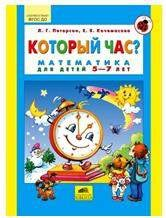 Л. Г. Петерсон, Е. Е. Кочемасова
КОТОРЫЙ ЧАС?
МАТЕМАТИКА
ДЛЯ ДЕТЕЙ 5–7 ЛЕТ